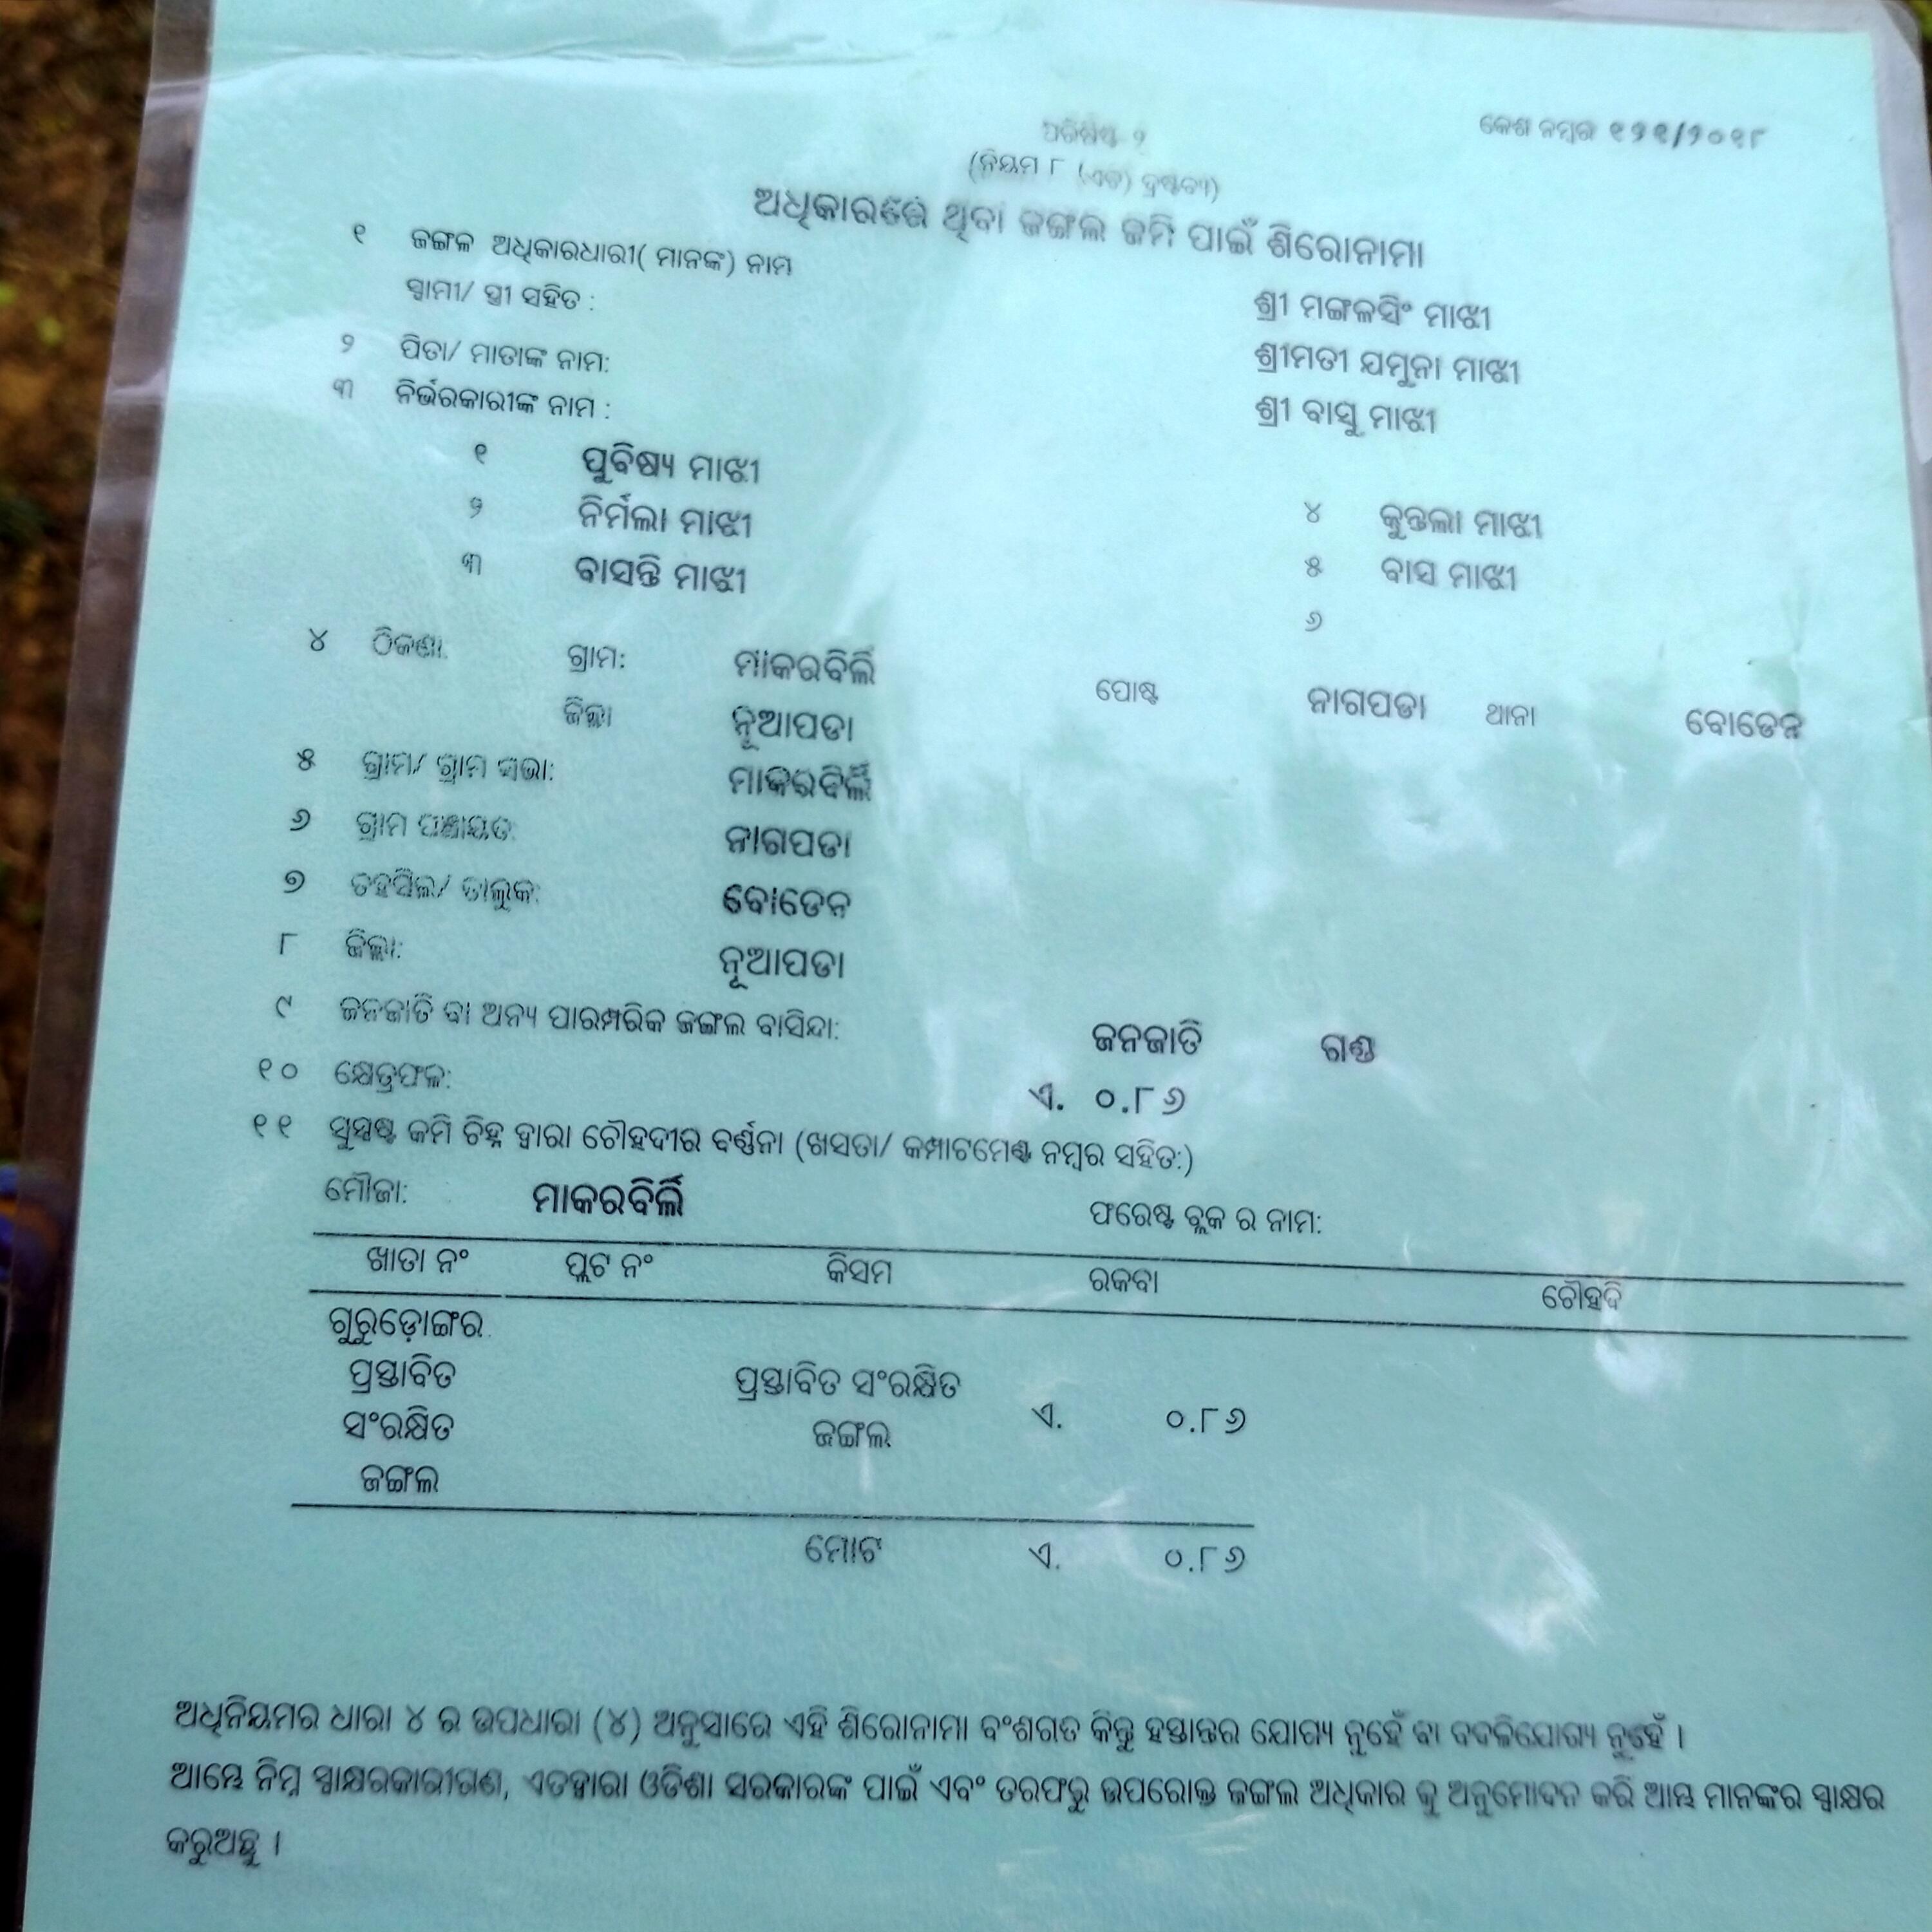 ପରିଶିଷ୍ଟ ୨
କେଶ ନମ୍ବର ୧୨୧/୨୦୧୮
(ନିୟମ ୮ (ଏଚ) ଦ୍ରଷ୍ଟବ୍ୟ)
ଅଧିକାରରେ ଥିବା ଜଙ୍ଗଲ ଜମି ପାଇଁ ଶିରୋନାମା
୧ ଜଙ୍ଗଳ ଅଧିକାରଧାରୀ( ମାନଙ୍କ) ନାମ
ସ୍ୱାମୀ/ ସ୍ତ୍ରୀ ସହିତ : ଶ୍ରୀ ମଙ୍ଗଳସିଂ ମାଝୀ
ଶ୍ରୀମତୀ ଯମୁନା ମାଝୀ
୨ ପିତା/ ମାତାଙ୍କ ନାମ: ଶ୍ରୀ ବାସୁ ମାଝୀ
୩ ନିର୍ଭରକାରୀଙ୍କ ନାମ :
୧ ପୁବିଷ୍ୟ ମାଝୀ ୪ କୁନ୍ତଲା ମାଝୀ
୨ ନିର୍ମଲା ମାଝୀ ୫ ବାସ ମାଝୀ
୩ ବାସନ୍ତି ମାଝୀ ୬
୪ ଠିକଣା: ଗ୍ରାମ: ମାକରବିର୍ଲି ପୋଷ୍ଟ ନାଗପଡା ଥାନା ବୋଡେନ
ଜିଲ୍ଲା ନୂଆପଡା
୫ ଗ୍ରାମ/ ଗ୍ରାମ ସଭା: ମାକରବିର୍ଲି
୬ ଗ୍ରାମ ପଞ୍ଚାୟତ: ନାଗପଡା
୭ ତହସିଲ/ ତାଲୁକ: ବୋଡେନ
୮ ଜିଲ୍ଲା: ନୂଆପଡା
୯ ଜନଜାତି ବା ଅନ୍ୟ ପାରମ୍ପରିକ ଜଙ୍ଗଲ ବାସିନ୍ଦା: ଜନଜାତି ଗଣ୍ଡ
୧୦ କ୍ଷେତ୍ରଫଳ: ଏ. ୦.୮୬
୧୧ ସୁସ୍ପଷ୍ଟ ଜମି ଚିହ୍ନ ଦ୍ୱାରା ଚୌହଦୀର ବର୍ଣ୍ଣନା (ଖସଡା/ କମ୍ପାଟମେଣ୍ଟ ନମ୍ବର ସହିତ:)
ମୌଜା: ମାକରବିର୍ଲି ଫରେଷ୍ଟ ବ୍ଲକ ର ନାମ:
ଖାତା ନଂ ପ୍ଲଟ ନଂ କିସମ ରକବା ଚୌହଦି
ଗୁରୁଡ଼ୋଙ୍ଗର
ପ୍ରସ୍ତାବିତ ପ୍ରସ୍ତାବିତ ସଂରକ୍ଷିତ
ସଂରକ୍ଷିତ ଜଙ୍ଗଲ ଏ. ୦.୮୬
ଜଙ୍ଗଲ
ମୋଟ ଏ. ୦.୮୬
ଅଧିନିୟମର ଧାରା ୪ ର ଉପଧାରା (୪) ଅନୁସାରେ ଏହି ଶିରୋନାମା ବଂଶଗତ କିନ୍ତୁ ହସ୍ତାନ୍ତର ଯୋଗ୍ୟ ନୁହେଁ ବା ବଦଳିଯୋଗ୍ୟ ନୁହେଁ ।
ଆମ୍ଭେ ନିମ୍ନ ସ୍ୱାକ୍ଷରକାରୀଗଣ, ଏତଦ୍ୱାରା ଓଡିଶା ସରକାରଙ୍କ ପାଇଁ ଏବଂ ତରଫରୁ ଉପରୋକ୍ତ ଜଙ୍ଗଲ ଅଧିକାର କୁ ଅନୁମୋଦନ କରି ଆମ୍ଭ ମାନଙ୍କର ସ୍ୱାକ୍ଷର
କରୁଅଛୁ ।